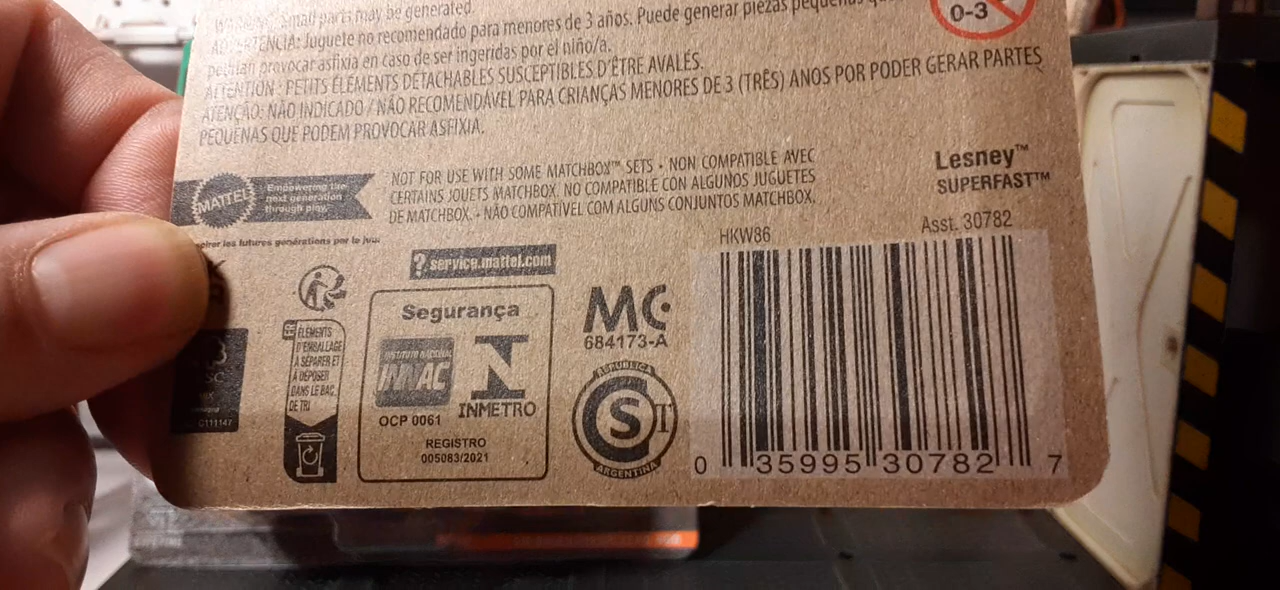 Small parts may be generated
ADVERTENCIA: Juguete no recomendado para menores de 3 años. Puede generar piezas pequeñas
podrían provocar asfixia en caso de ser ingeridas por el niño/a.
ATTENTION : PETITS ÉLÉMENTS DÉTACHABLES SUSCEPTIBLES D'ÊTRE AVALÉS.
ATENÇÃO: NÃO INDICADO / NÃO RECOMENDÁVEL PARA CRIANÇAS MENORES DE 3 (TRÊS) ANOS POR PODER GERAR PARTES
PEQUENAS QUE PODEM PROVOCAR ASFIXIA.
0-3
MATTEL
Empowering the
next generation
through play.
les futures générations par le jeu.
NOT FOR USE WITH SOME MATCHBOX™ SETS • NON COMPATIBLE AVEC
CERTAINS JOUETS MATCHBOX. NO COMPATIBLE CON ALGUNOS JUGUETES
DE MATCHBOX. • NÃO COMPATÍVEL COM ALGUNS CONJUNTOS MATCHBOX.
Lesney™
SUPERFAST™
? service.mattel.com
FR
ÉLÉMENTS
D'EMBALLAGE
À SÉPARER ET
À DÉPOSER
DANS LE BAC
DE TRI
Segurança
INSTITUTO NACIONAL
INNAC
OCP 0061
INMETRO
REGISTRO
005083/2021
MC
684173-A
REPUBLICA
S
ARGENTINA
HKW86
Asst. 30782
0 35995 30782 7